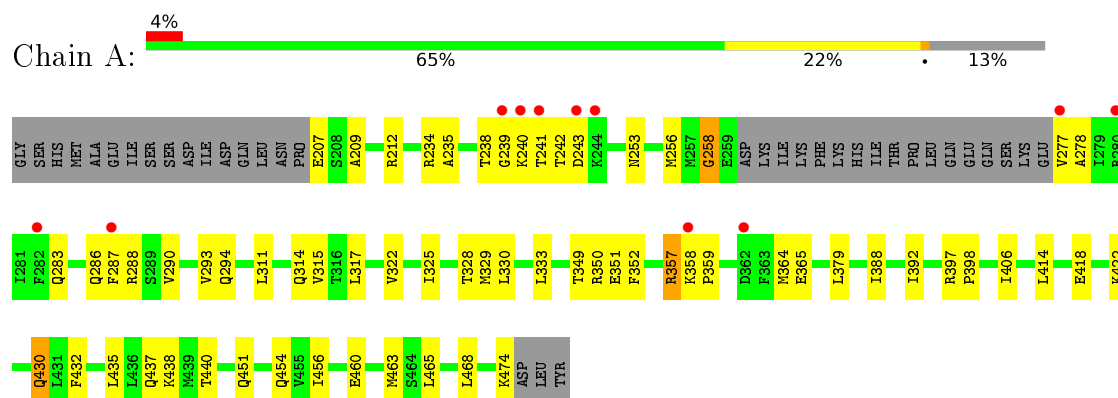 4%
Chain A:
65% 22% • 13%
GLY SER HIS MET ALA GLU ILE SER SER ASP ILE ASP GLN LEU ASN PRO E207 S208 A209 R212 R234 A235 T238 G239 K240 T241 T242 D243 K244 N253 M256 M257 G258 E259 ASP LYS ILE LYS PHE LYS HIS ILE THR PRO LEU GLN GLU GLN SER LYS GLU V277 A278 I279 R280
I281 F282 Q283 Q286 F287 R288 S289 V290 V293 Q294 L311 Q314 V315 T316 L317 V322 I325 T328 M329 L330 L333 T349 R350 E351 F352 R357 K358 P359 D362 F363 M364 E365 L379 I388 I392 R397 P398 I406 L414 E418 K422
Q430 L431 F432 L435 L436 Q437 K438 M439 T440 Q451 Q454 V455 I456 E460 M463 S464 L465 L468 K474 ASP LEU TYR